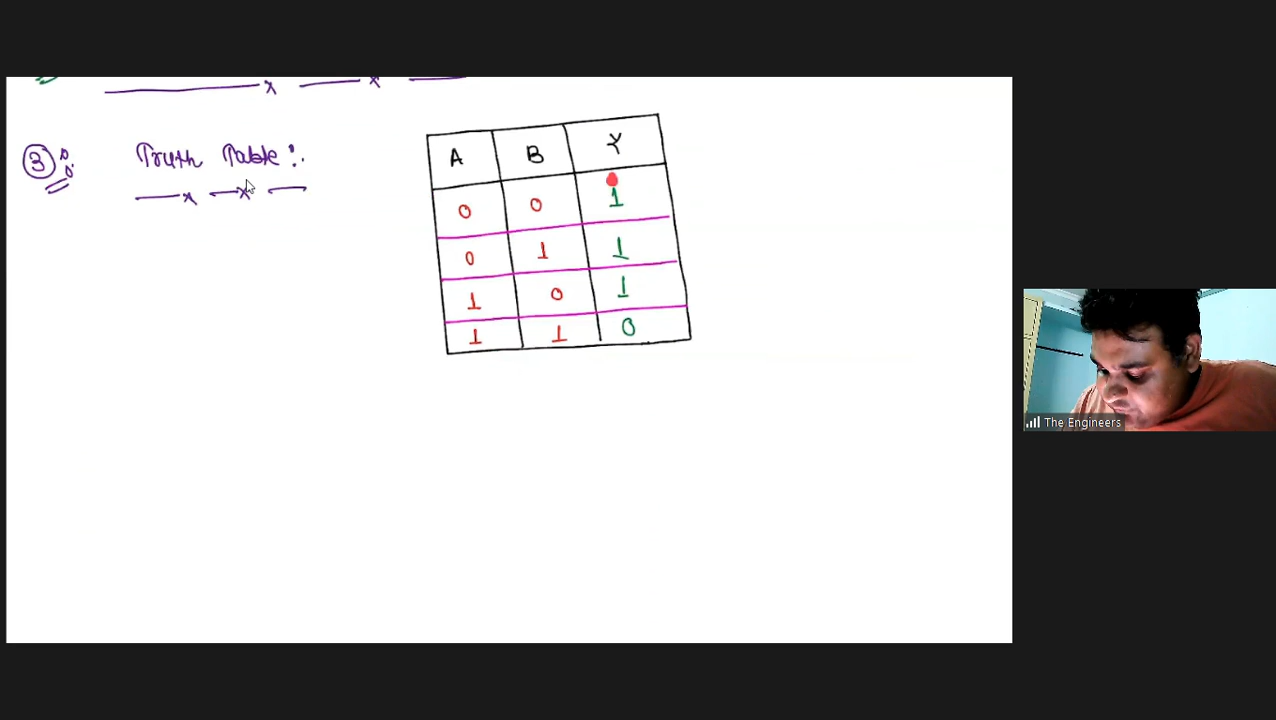 3: Truth Table:
A B Y
0 0 1
0 1 1
1 0 1
1 1 0
The Engineers